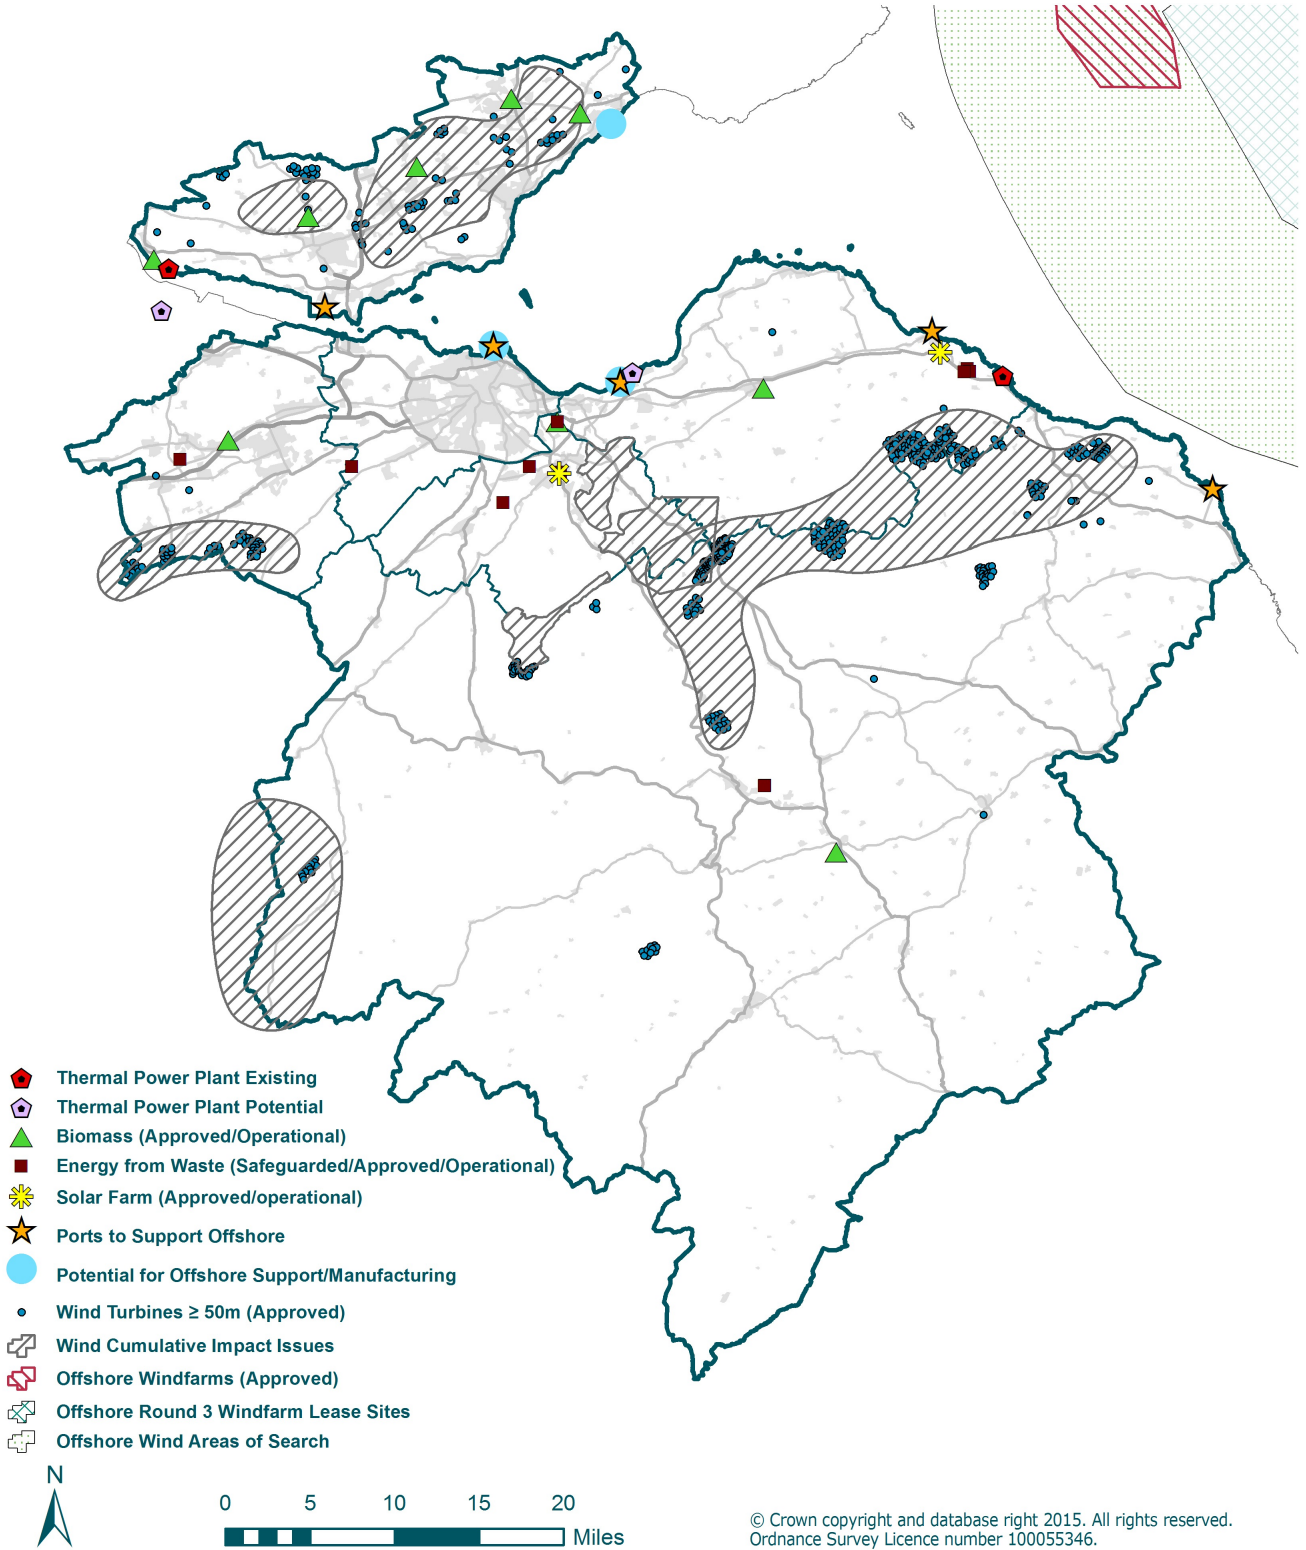 Thermal Power Plant Existing
Thermal Power Plant Potential
Biomass (Approved/Operational)
Energy from Waste (Safeguarded/Approved/Operational)
Solar Farm (Approved/operational)
Ports to Support Offshore
Potential for Offshore Support/Manufacturing
Wind Turbines ≥ 50m (Approved)
Wind Cumulative Impact Issues
Offshore Windfarms (Approved)
Offshore Round 3 Windfarm Lease Sites
Offshore Wind Areas of Search
N
0 5 10 15 20
Miles
© Crown copyright and database right 2015. All rights reserved.
Ordnance Survey Licence number 100055346.